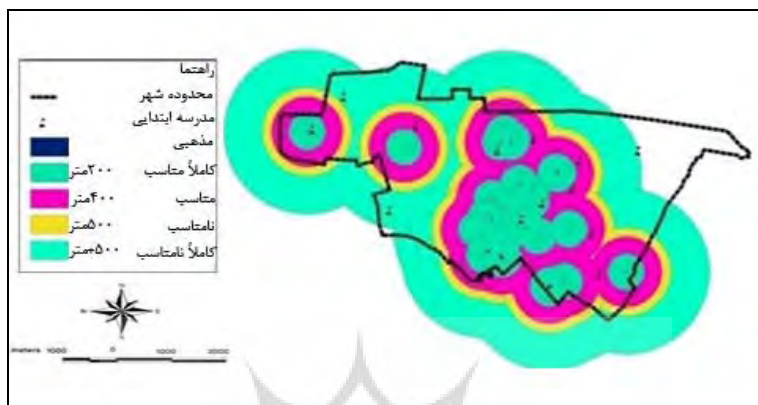 راهنما
محدوده شهر
مدرسه ابتدایی
مذهبی
کاملاً متاسب ۲۰۰متر
متاسب ۴۰۰متر
نامتاسب ۵۰۰متر
کاملاً نامتاسب ۵۰۰+متر
N
W E
S
meters 1000 0 1000 2000